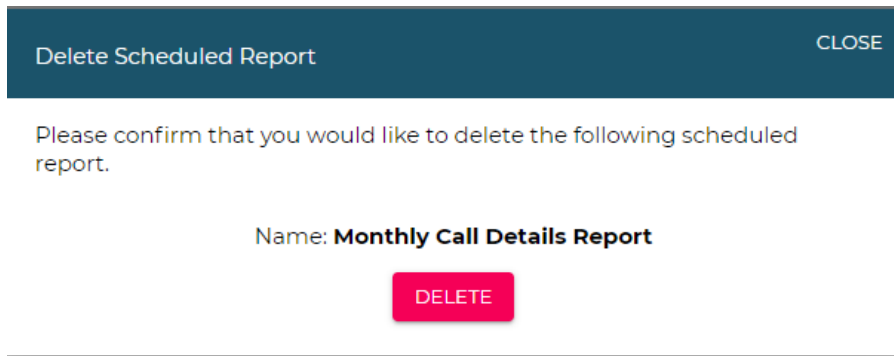 Delete Scheduled Report
CLOSE
Please confirm that you would like to delete the following scheduled
report.
Name: Monthly Call Details Report
DELETE